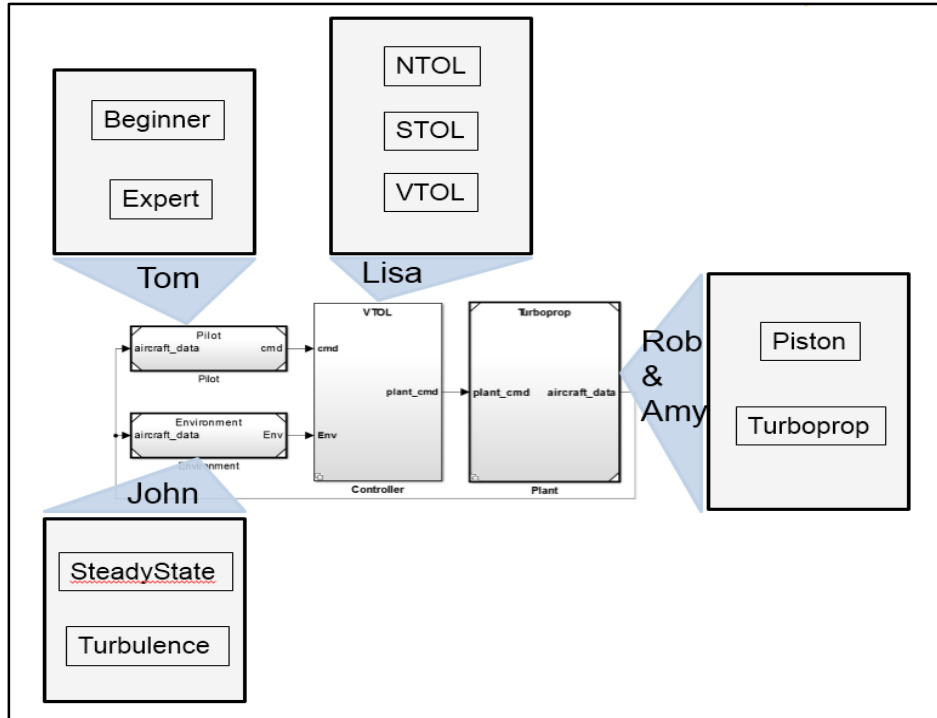 NTOL
STOL
VTOL
Beginner
Expert
Tom
Lisa
Pilot
aircraft_data cmd
Pilot
Environment
aircraft_data Env
Environment
VTOL
cmd
plant_cmd
Env
Controller
Turboprop
plant_cmd aircraft_data
Plant
Rob
&
Amy
Piston
Turboprop
John
SteadyState
Turbulence